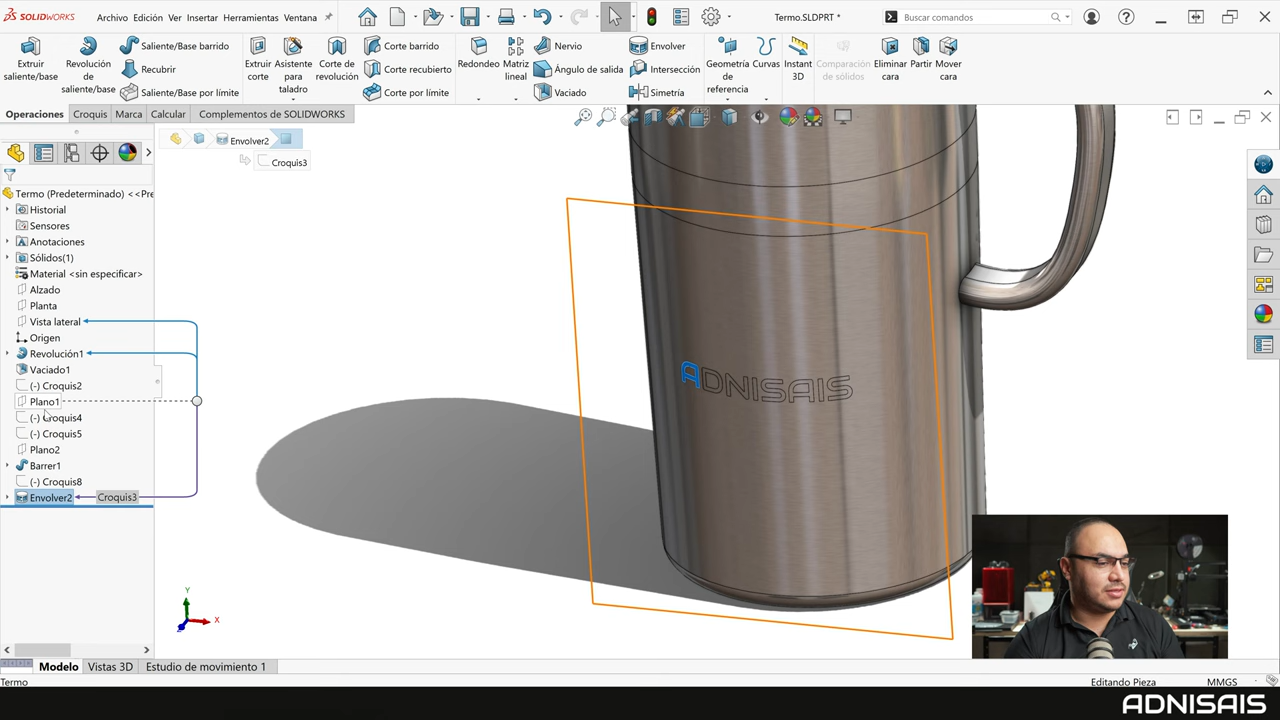 SOLIDWORKS
Archivo Edición Ver Insertar Herramientas Ventana
Termo.SLDPRT *
Buscar comandos
Extruir saliente/base
Revolución de saliente/base
Saliente/Base barrido
Recubrir
Saliente/Base por límite
Extruir corte
Asistente para taladro
Corte de revolución
Corte barrido
Corte recubierto
Corte por límite
Redondeo
Matriz lineal
Nervio
Ángulo de salida
Vaciado
Envolver
Intersección
Simetría
Geometría de referencia
Curvas
Instant 3D
Comparación de sólidos
Eliminar cara
Partir
Mover cara
Operaciones Croquis Marca Calcular Complementos de SOLIDWORKS
Envolver2
Croquis3
Termo (Predeterminado) <<Pre
Historial
Sensores
Anotaciones
Sólidos(1)
Material <sin especificar>
Alzado
Planta
Vista lateral
Origen
Revolución1
Vaciado1
(-) Croquis2
Plano1
(-) Croquis4
(-) Croquis5
Plano2
Barrer1
(-) Croquis8
Envolver2
Croquis3
ADNISAIS
Y
X
Z
Modelo Vistas 3D Estudio de movimiento 1
Termo
Editando Pieza
MMGS
ADNISAIS